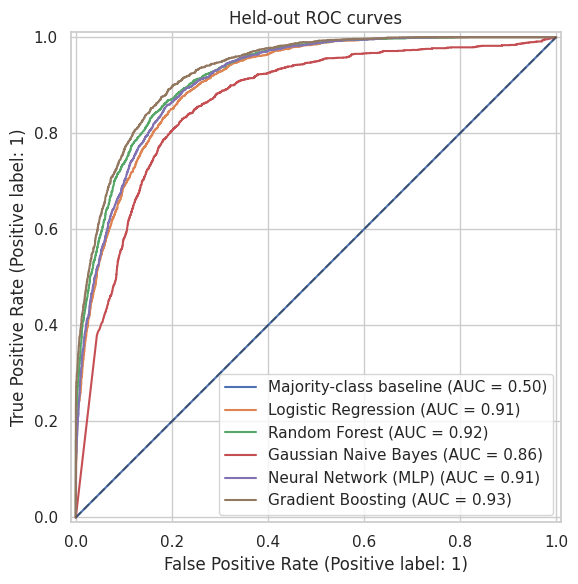 Held-out ROC curves
True Positive Rate (Positive label: 1)
1.0
0.8
0.6
0.4
0.2
0.0
Majority-class baseline (AUC = 0.50)
Logistic Regression (AUC = 0.91)
Random Forest (AUC = 0.92)
Gaussian Naive Bayes (AUC = 0.86)
Neural Network (MLP) (AUC = 0.91)
Gradient Boosting (AUC = 0.93)
0.0 0.2 0.4 0.6 0.8 1.0
False Positive Rate (Positive label: 1)